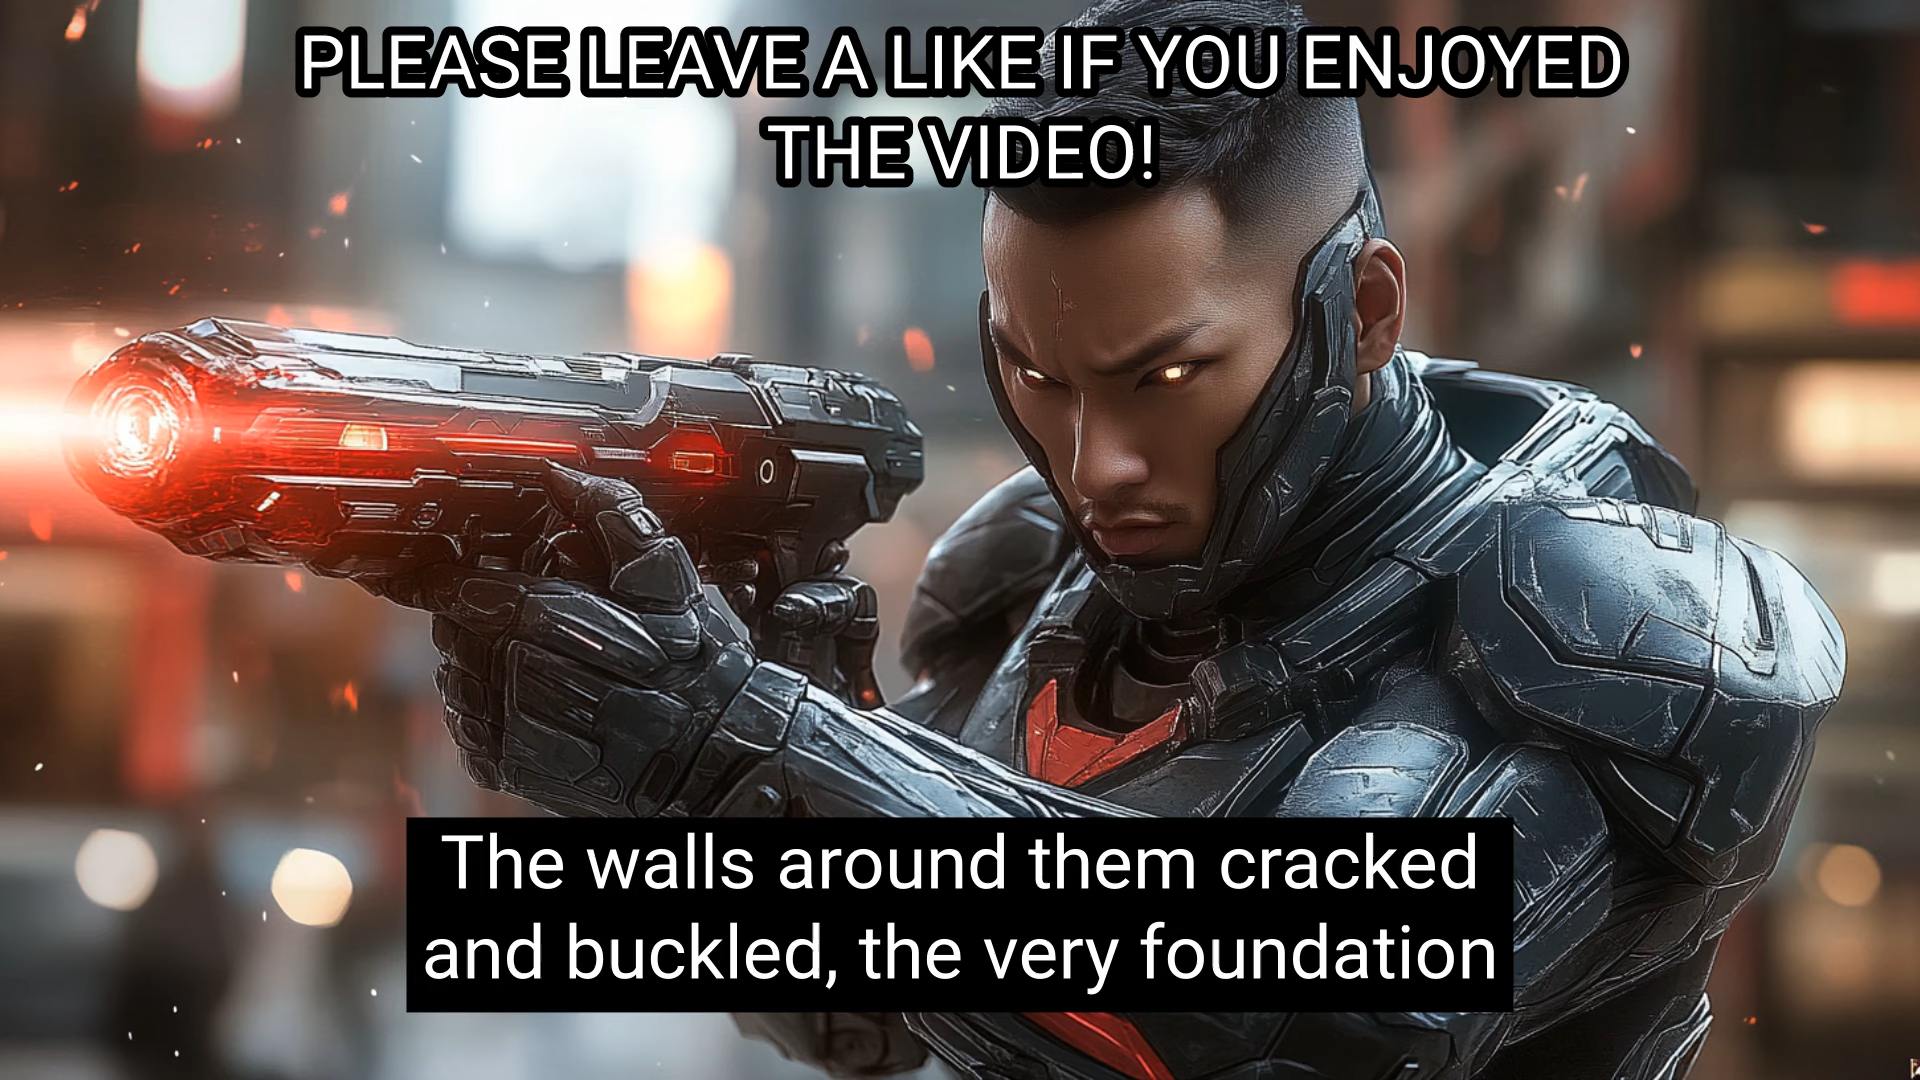 PLEASE LEAVE A LIKE IF YOU ENJOYED
THE VIDEO!
The walls around them cracked
and buckled, the very foundation